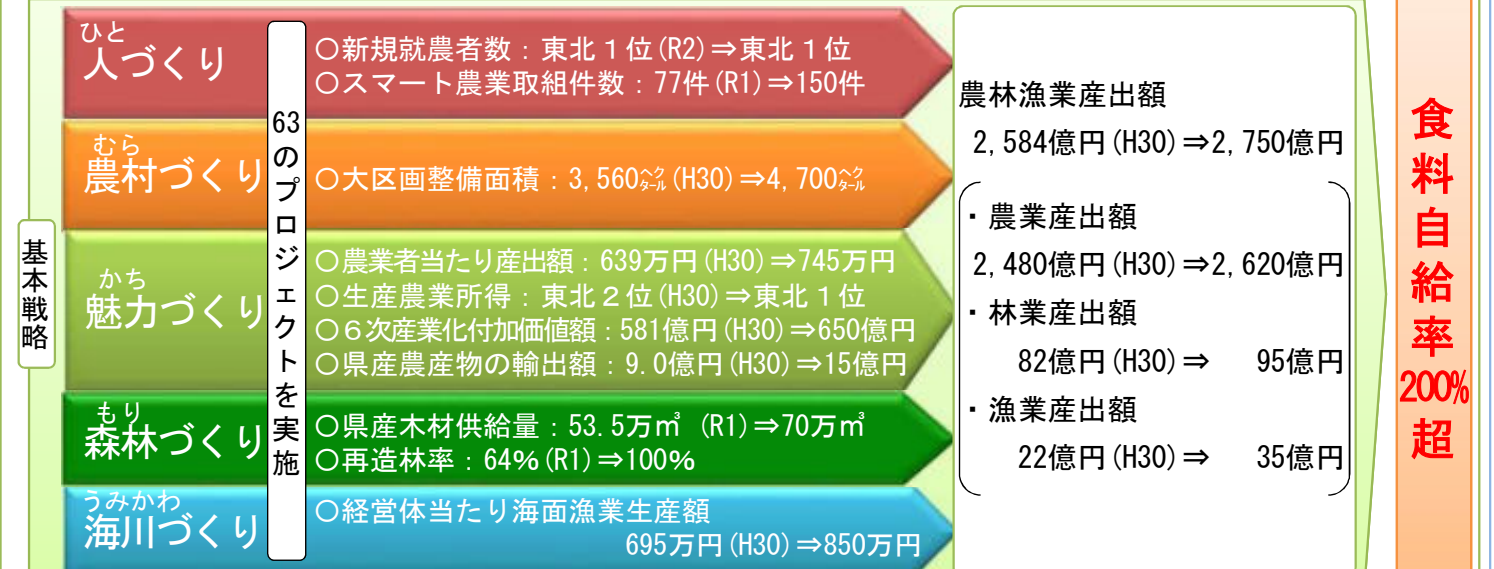 基本戦略
ひと
人づくり
むら
農村づくり
かち
魅力づくり
もり
森林づくり
うみかわ
海川づくり
63のプロジェクトを実施
○新規就農者数：東北１位(R2)⇒東北１位
○スマート農業取組件数：77件(R1)⇒150件
○大区画整備面積：3,560㌶(H30)⇒4,700㌶
○農業者当たり産出額：639万円(H30)⇒745万円
○生産農業所得：東北２位(H30)⇒東北１位
○６次産業化付加価値額：581億円(H30)⇒650億円
○県産農産物の輸出額：9.0億円(H30)⇒15億円
○県産木材供給量：53.5万㎥ (R1)⇒70万㎥
○再造林率：64%(R1)⇒100%
○経営体当たり海面漁業生産額
695万円(H30)⇒850万円
農林漁業産出額
2,584億円(H30)⇒2,750億円
・農業産出額
2,480億円(H30)⇒2,620億円
・林業産出額
82億円(H30)⇒ 95億円
・漁業産出額
22億円(H30)⇒ 35億円
食料自給率200%超